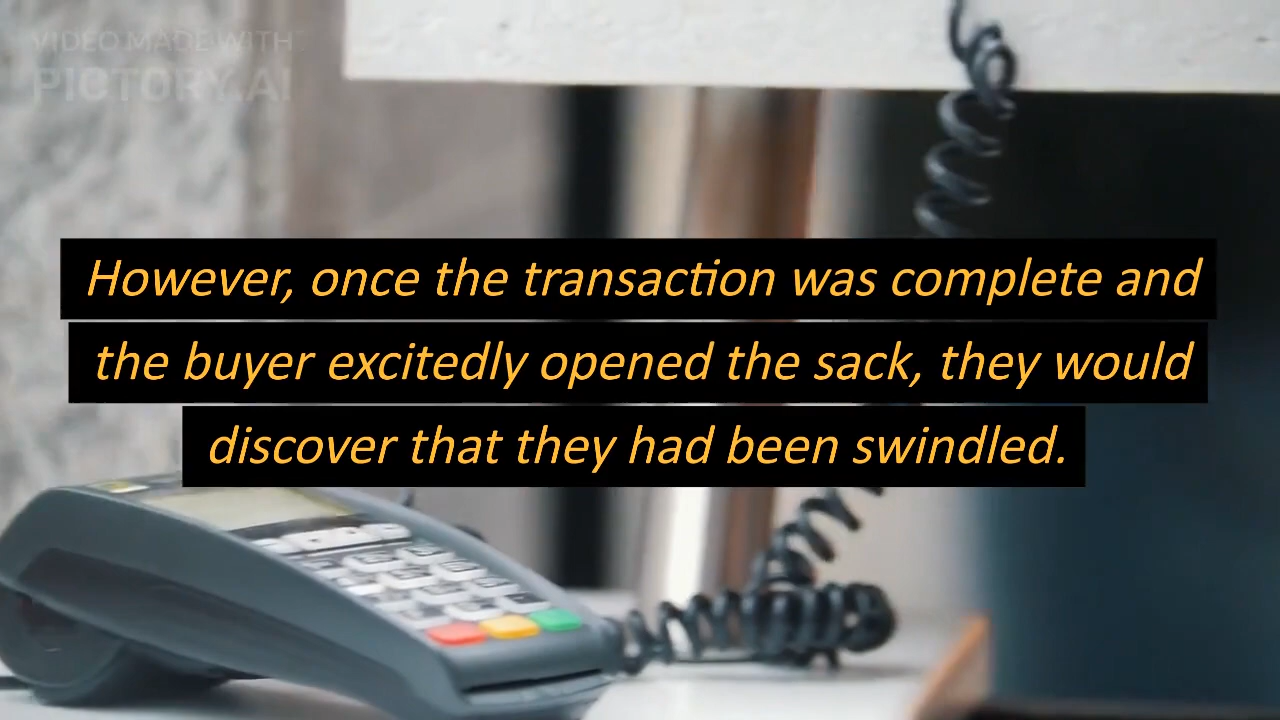 VIDEO MADE WITH
PICTORY.AI
However, once the transaction was complete and
the buyer excitedly opened the sack, they would
discover that they had been swindled.